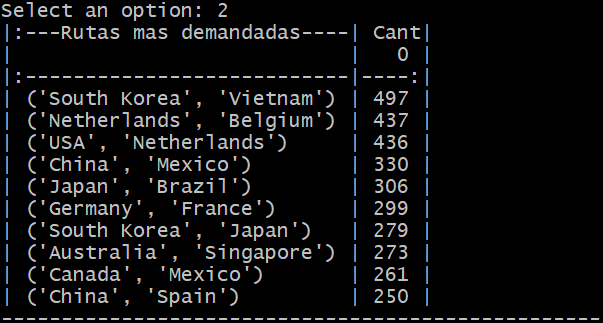 Select an option: 2
|:---Rutas mas demandadas----| Cant|
|                            |   0 |
|:---------------------------|----:|
| ('South Korea', 'Vietnam') | 497 |
| ('Netherlands', 'Belgium') | 437 |
| ('USA', 'Netherlands')     | 436 |
| ('China', 'Mexico')        | 330 |
| ('Japan', 'Brazil')        | 306 |
| ('Germany', 'France')      | 299 |
| ('South Korea', 'Japan')   | 279 |
| ('Australia', 'Singapore') | 273 |
| ('Canada', 'Mexico')       | 261 |
| ('China', 'Spain')         | 250 |
--------------------------------------------------